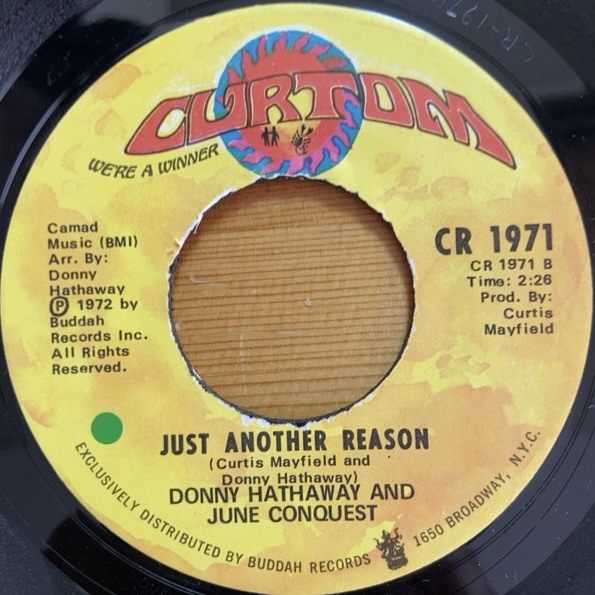 CURTOM
WE'RE A WINNER
Camad
Music (BMI)
Arr. By:
Donny
Hathaway
Ⓟ 1972 by
Buddah
Records Inc.
All Rights
Reserved.
CR 1971
CR 1971 B
Time: 2:26
Prod. By:
Curtis
Mayfield
JUST ANOTHER REASON
(Curtis Mayfield and
Donny Hathaway)
DONNY HATHAWAY AND
JUNE CONQUEST
EXCLUSIVELY DISTRIBUTED BY BUDDAH RECORDS 1650 BROADWAY, N.Y.C.